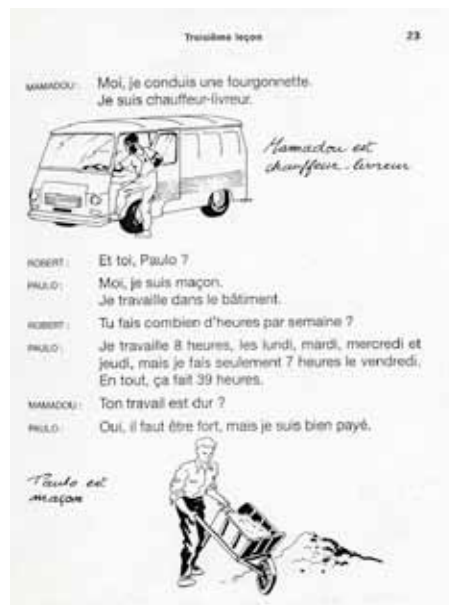 Troisième leçon 23
MAMADOU : Moi, je conduis une fourgonnette.
Je suis chauffeur-livreur.
Mamadou est
chauffeur-livreur
ROBERT : Et toi, Paulo ?
PAULO : Moi, je suis maçon.
Je travaille dans le bâtiment.
ROBERT : Tu fais combien d'heures par semaine ?
PAULO : Je travaille 8 heures, les lundi, mardi, mercredi et
jeudi, mais je fais seulement 7 heures le vendredi.
En tout, ça fait 39 heures.
MAMADOU : Ton travail est dur ?
PAULO : Oui, il faut être fort, mais je suis bien payé.
Paulo est
maçon